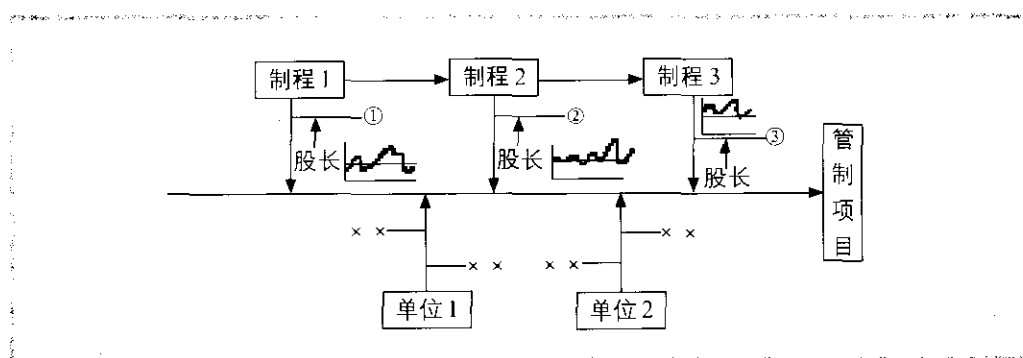 制程1
制程2
制程3
①
②
③
股长
股长
股长
管制项目
× ×
× ×
× ×
× ×
单位1
单位2